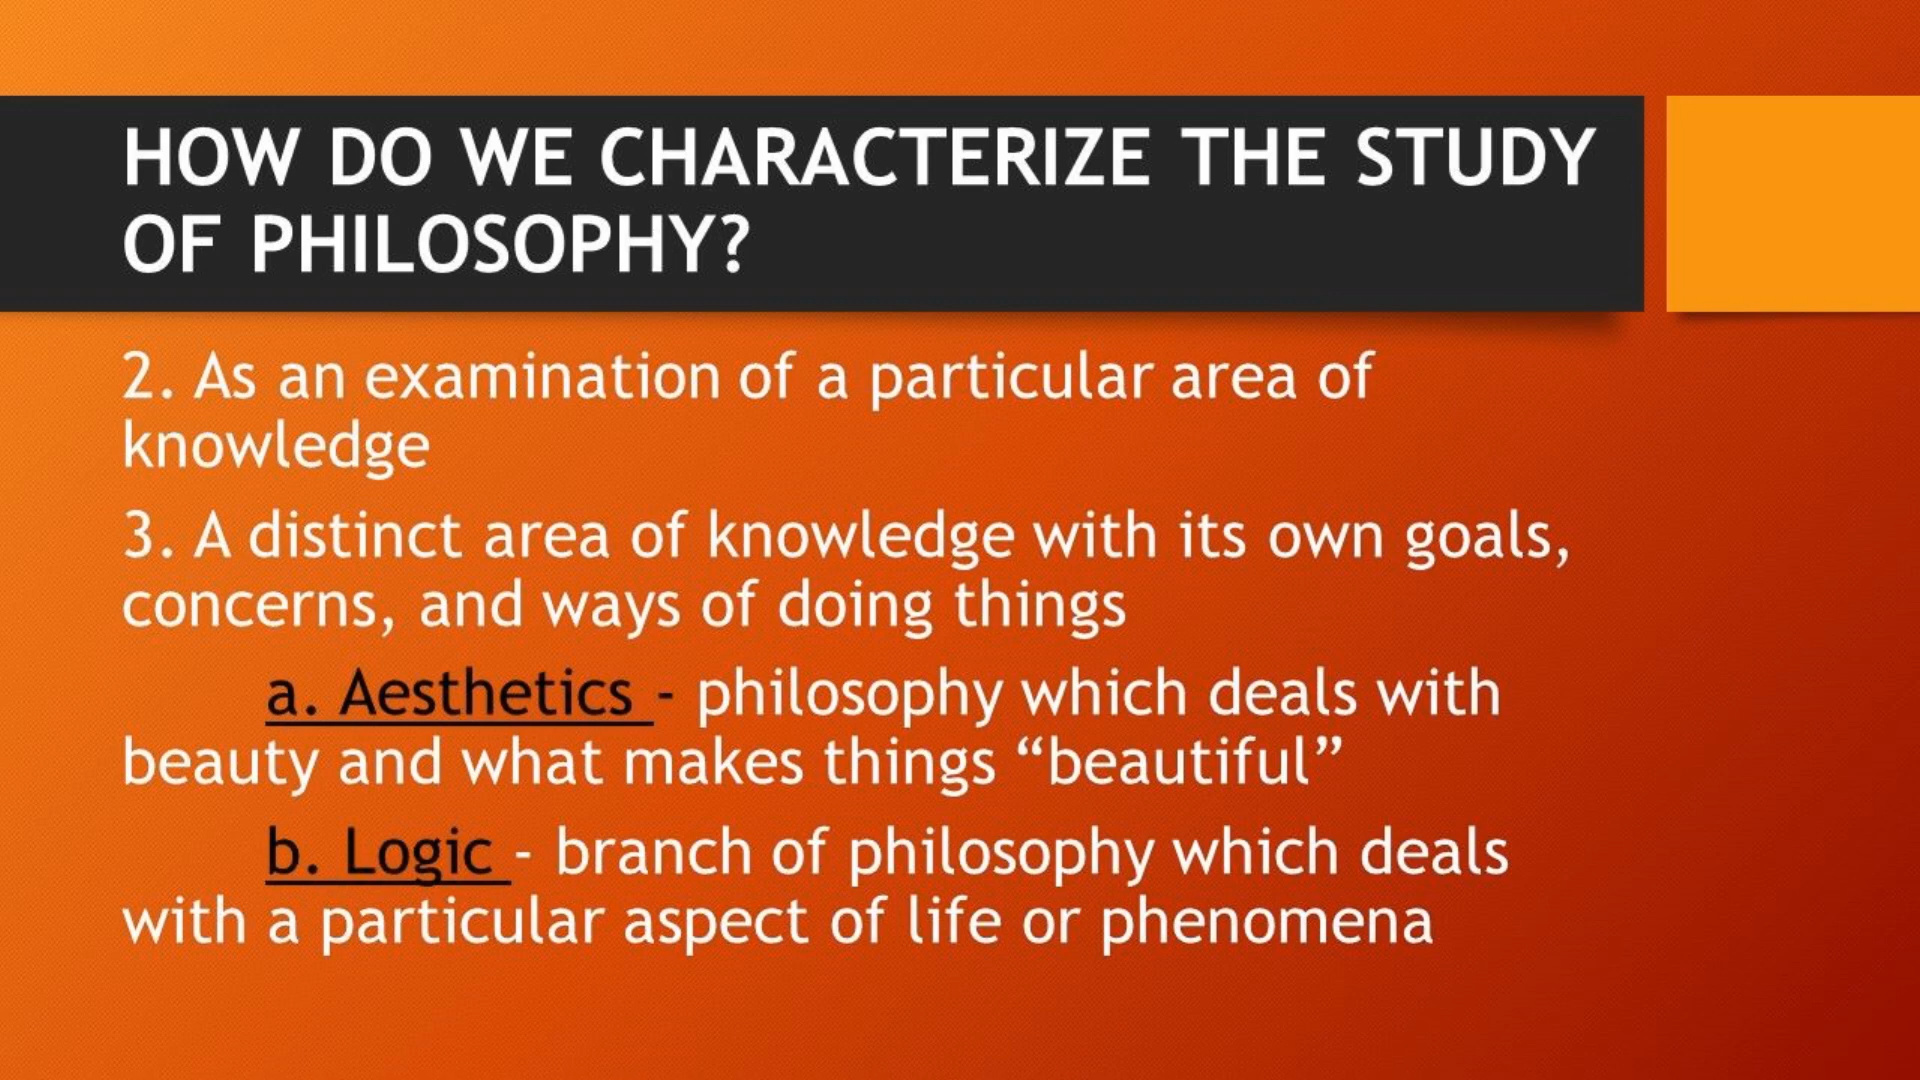 HOW DO WE CHARACTERIZE THE STUDY
OF PHILOSOPHY?
2. As an examination of a particular area of
knowledge
3. A distinct area of knowledge with its own goals,
concerns, and ways of doing things
a. Aesthetics - philosophy which deals with
beauty and what makes things “beautiful”
b. Logic - branch of philosophy which deals
with a particular aspect of life or phenomena